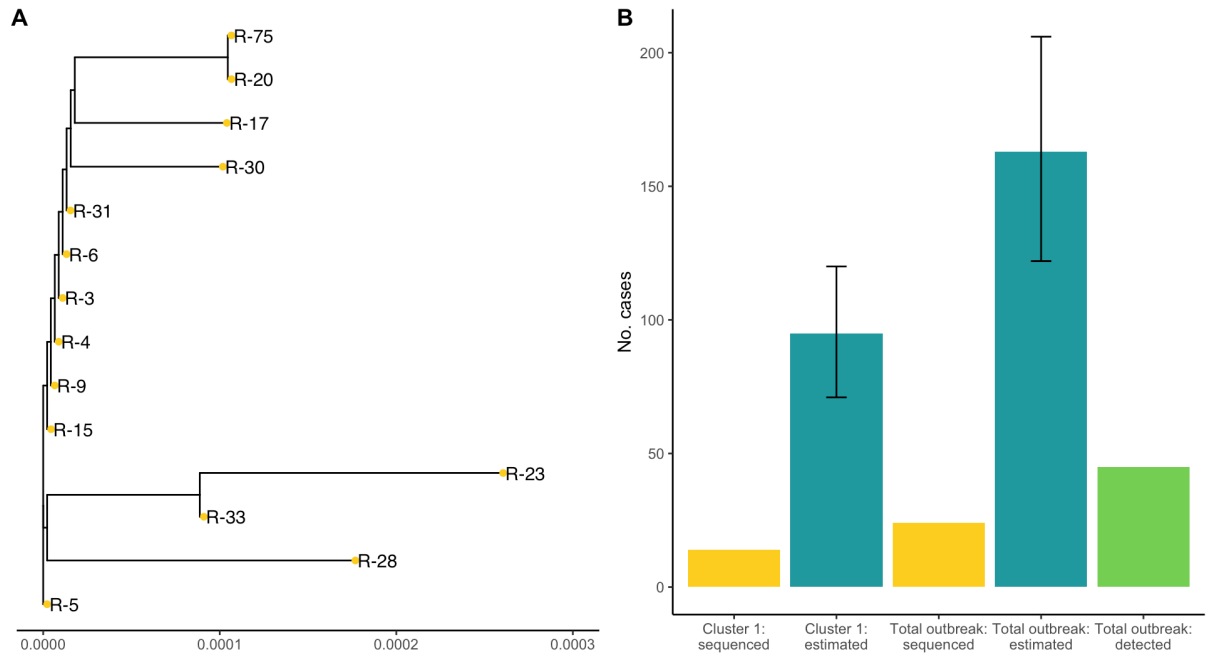 A
R-75
R-20
R-17
R-30
R-31
R-6
R-3
R-4
R-9
R-15
R-23
R-33
R-28
R-5
0.0000
0.0001
0.0002
0.0003
B
No. cases
200
150
100
50
0
Cluster 1:
sequenced
Cluster 1:
estimated
Total outbreak:
sequenced
Total outbreak:
estimated
Total outbreak:
detected